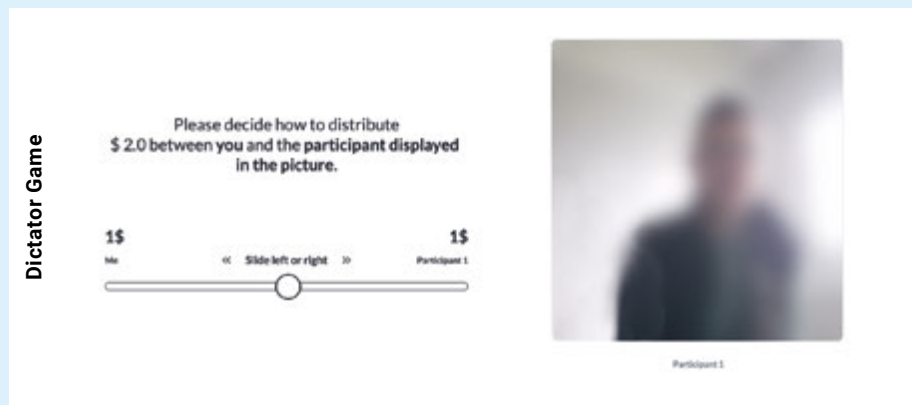 Dictator Game
Please decide how to distribute
$ 2.0 between you and the participant displayed
in the picture.
1$ 1$
Me « Slide left or right » Participant 1
Participant 1